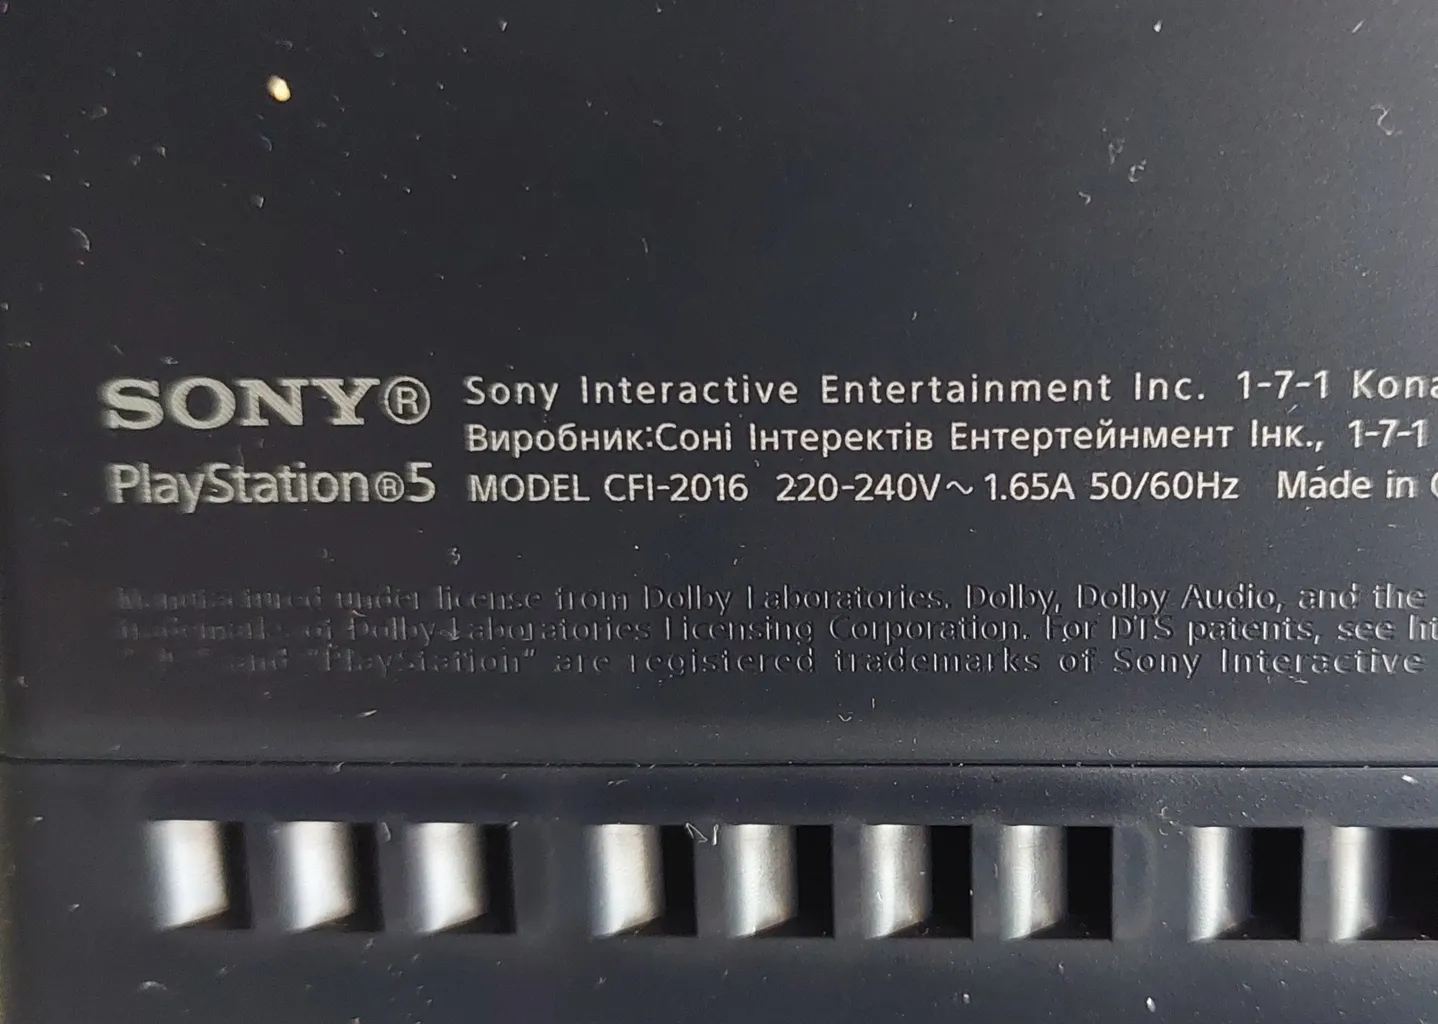 SONY® Sony Interactive Entertainment Inc. 1-7-1
Виробник:Соні Інтеректів Ентертейнмент Інк., 1-7-1
PlayStation®5 MODEL CFI-2016 220-240V~ 1.65A 50/60Hz Made in
Manufactured under license from Dolby Laboratories. Dolby, Dolby Audio, and the
of Dolby Laboratories Licensing Corporation. For DTS patents, see
and "PlayStation" are registered trademarks of Sony Interactive